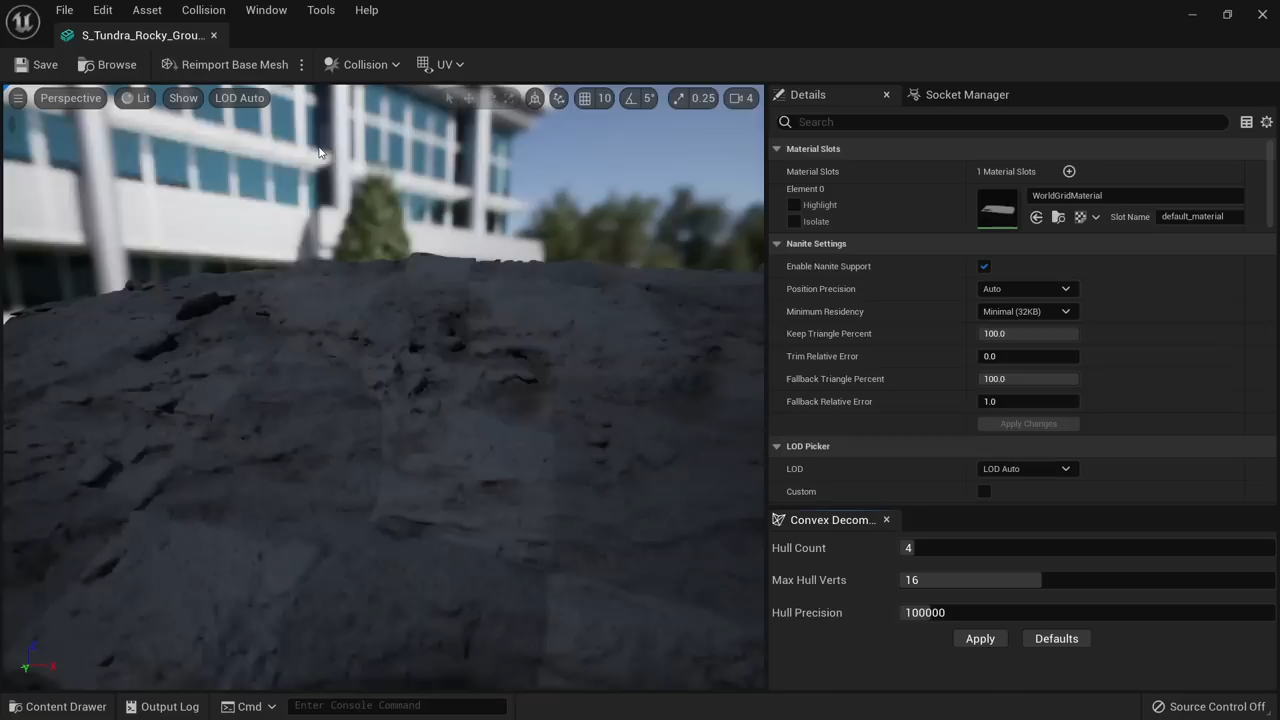 File Edit Asset Collision Window Tools Help
S_Tundra_Rocky_Grou...
Save Browse Reimport Base Mesh Collision UV
Perspective Lit Show LOD Auto 10 5° 0.25 4
Details Socket Manager
Search
Material Slots
Material Slots 1 Material Slots
Element 0 WorldGridMaterial
Highlight
Isolate Slot Name default_material
Nanite Settings
Enable Nanite Support
Position Precision Auto
Minimum Residency Minimal (32KB)
Keep Triangle Percent 100.0
Trim Relative Error 0.0
Fallback Triangle Percent 100.0
Fallback Relative Error 1.0
Apply Changes
LOD Picker
LOD LOD Auto
Custom
Convex Decom...
Hull Count 4
Max Hull Verts 16
Hull Precision 100000
Apply Defaults
Z
Y X
Content Drawer Output Log Cmd Enter Console Command Source Control Off